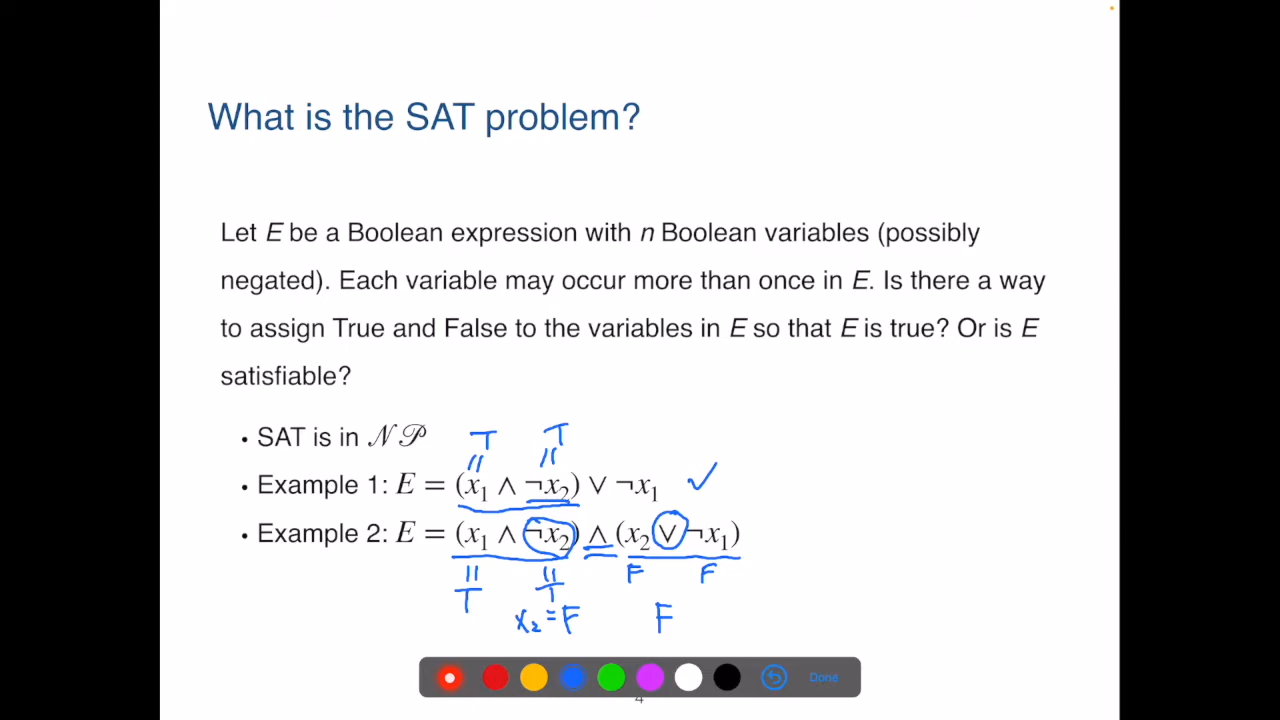 What is the SAT problem?
Let E be a Boolean expression with n Boolean variables (possibly
negated). Each variable may occur more than once in E. Is there a way
to assign True and False to the variables in E so that E is true? Or is E
satisfiable?
• SAT is in 𝒩𝒫
T T
= =
• Example 1: E = (x₁ ∧ ¬x₂) ∨ ¬x₁ ✓
• Example 2: E = (x₁ ∧ ¬x₂) ∧ (x₂ ∨ ¬x₁)
= = F F
T T
x₂ = F F
Done
4